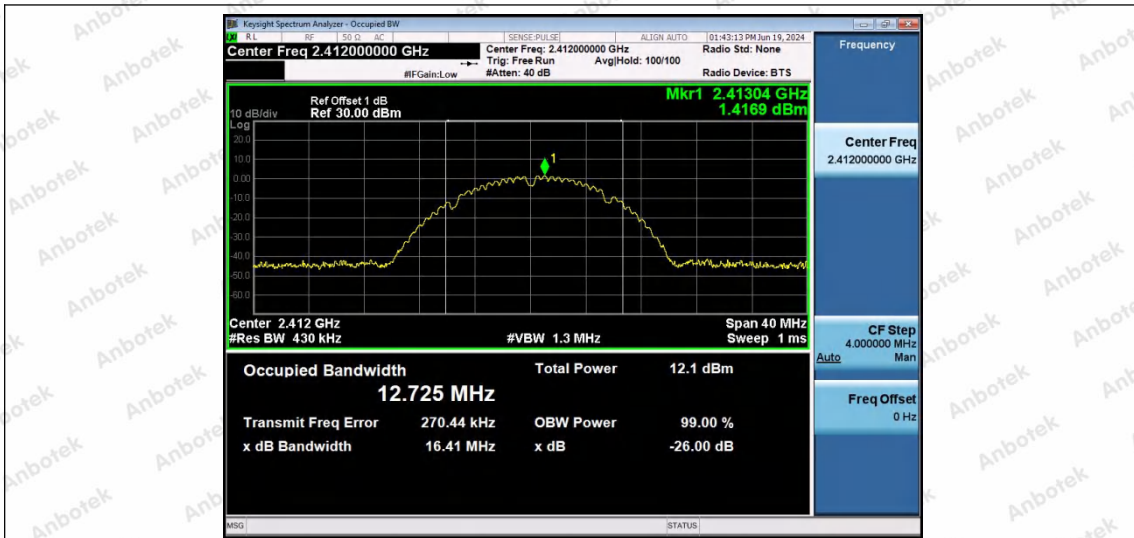 Keysight Spectrum Analyzer - Occupied BW
RL RF 50 Ω AC SENSE:PULSE ALIGN AUTO 01:43:13 PM Jun 19, 2024
Center Freq 2.412000000 GHz
Center Freq: 2.412000000 GHz Radio Std: None
Trig: Free Run Avg|Hold: 100/100
#IFGain:Low #Atten: 40 dB Radio Device: BTS
Frequency
Mkr1 2.41304 GHz
1.4169 dBm
Ref Offset 1 dB
10 dB/div Ref 30.00 dBm
Log
20.0
10.0
0.00
-10.0
-20.0
-30.0
-40.0
-50.0
-60.0
1
Center Freq
2.412000000 GHz
Center 2.412 GHz Span 40 MHz
#Res BW 430 kHz #VBW 1.3 MHz Sweep 1 ms
CF Step
4.000000 MHz
Auto Man
Occupied Bandwidth Total Power 12.1 dBm
12.725 MHz
Transmit Freq Error 270.44 kHz OBW Power 99.00 %
x dB Bandwidth 16.41 MHz x dB -26.00 dB
Freq Offset
0 Hz
MSG STATUS
Anbotek